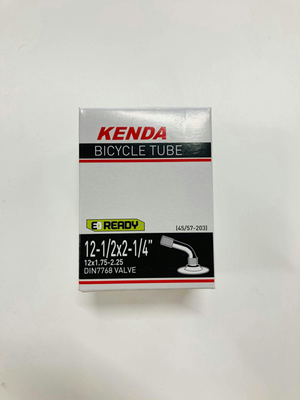 KENDA
BICYCLE TUBE
E READY
(45/57-203)
12-1/2x2-1/4"
12x1.75-2.25
DIN7768 VALVE